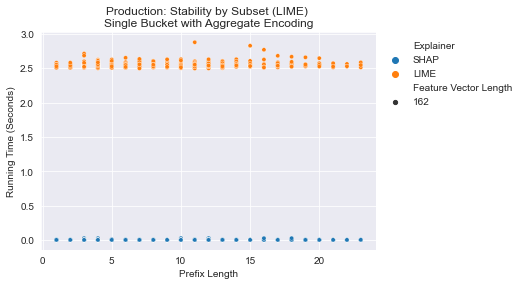 Production: Stability by Subset (LIME)
Single Bucket with Aggregate Encoding
3.0
2.5
2.0
1.5
1.0
0.5
0.0
Running Time (Seconds)
0
5
10
15
20
Prefix Length
Explainer
SHAP
LIME
Feature Vector Length
162